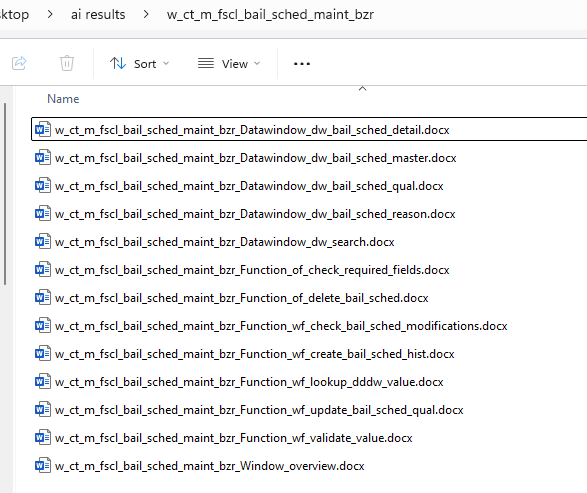 sktop > ai results > w_ct_m_fscl_bail_sched_maint_bzr
Sort View ...
Name
w_ct_m_fscl_bail_sched_maint_bzr_Datawindow_dw_bail_sched_detail.docx
w_ct_m_fscl_bail_sched_maint_bzr_Datawindow_dw_bail_sched_master.docx
w_ct_m_fscl_bail_sched_maint_bzr_Datawindow_dw_bail_sched_qual.docx
w_ct_m_fscl_bail_sched_maint_bzr_Datawindow_dw_bail_sched_reason.docx
w_ct_m_fscl_bail_sched_maint_bzr_Datawindow_dw_search.docx
w_ct_m_fscl_bail_sched_maint_bzr_Function_of_check_required_fields.docx
w_ct_m_fscl_bail_sched_maint_bzr_Function_of_delete_bail_sched.docx
w_ct_m_fscl_bail_sched_maint_bzr_Function_wf_check_bail_sched_modifications.docx
w_ct_m_fscl_bail_sched_maint_bzr_Function_wf_create_bail_sched_hist.docx
w_ct_m_fscl_bail_sched_maint_bzr_Function_wf_lookup_dddw_value.docx
w_ct_m_fscl_bail_sched_maint_bzr_Function_wf_update_bail_sched_qual.docx
w_ct_m_fscl_bail_sched_maint_bzr_Function_wf_validate_value.docx
w_ct_m_fscl_bail_sched_maint_bzr_Window_overview.docx